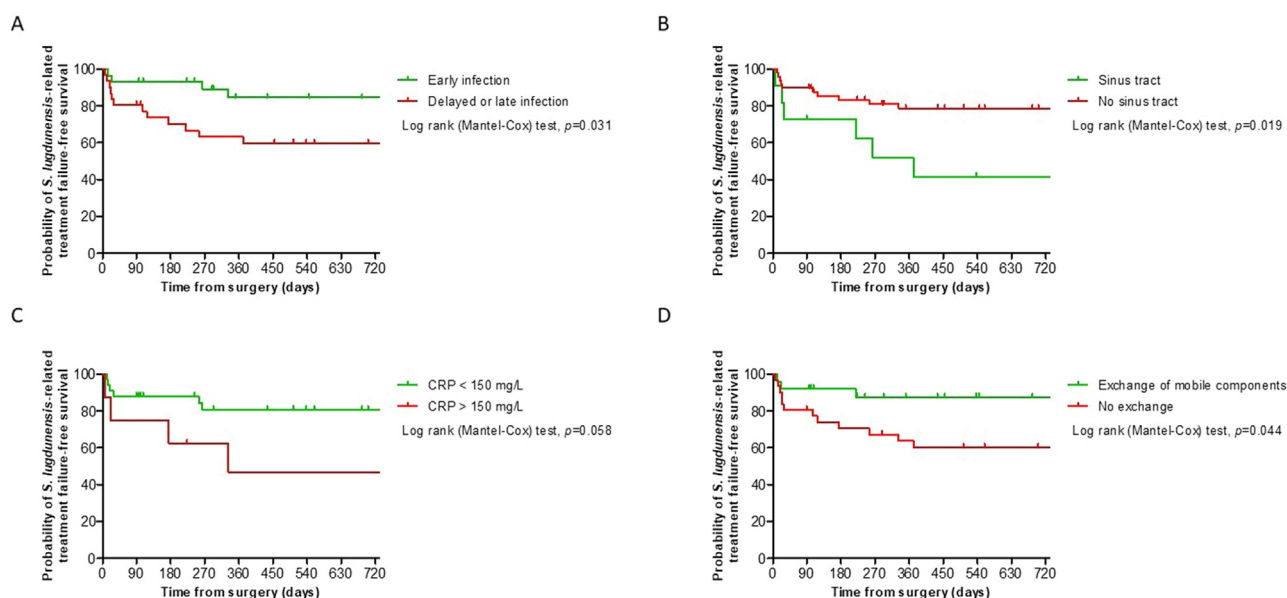 A
Probability of S. lugdunensis-related
treatment failure-free survival
100
80
60
40
20
0
0 90 180 270 360 450 540 630 720
Time from surgery (days)
Early infection
Delayed or late infection
Log rank (Mantel-Cox) test, p=0.031
B
Probability of S. lugdunensis-related
treatment failure-free survival
100
80
60
40
20
0
0 90 180 270 360 450 540 630 720
Time from surgery (days)
Sinus tract
No sinus tract
Log rank (Mantel-Cox) test, p=0.019
C
Probability of S. lugdunensis-related
treatment failure-free survival
100
80
60
40
20
0
0 90 180 270 360 450 540 630 720
Time from surgery (days)
CRP < 150 mg/L
CRP > 150 mg/L
Log rank (Mantel-Cox) test, p=0.058
D
Probability of S. lugdunensis-related
treatment failure-free survival
100
80
60
40
20
0
0 90 180 270 360 450 540 630 720
Time from surgery (days)
Exchange of mobile components
No exchange
Log rank (Mantel-Cox) test, p=0.044